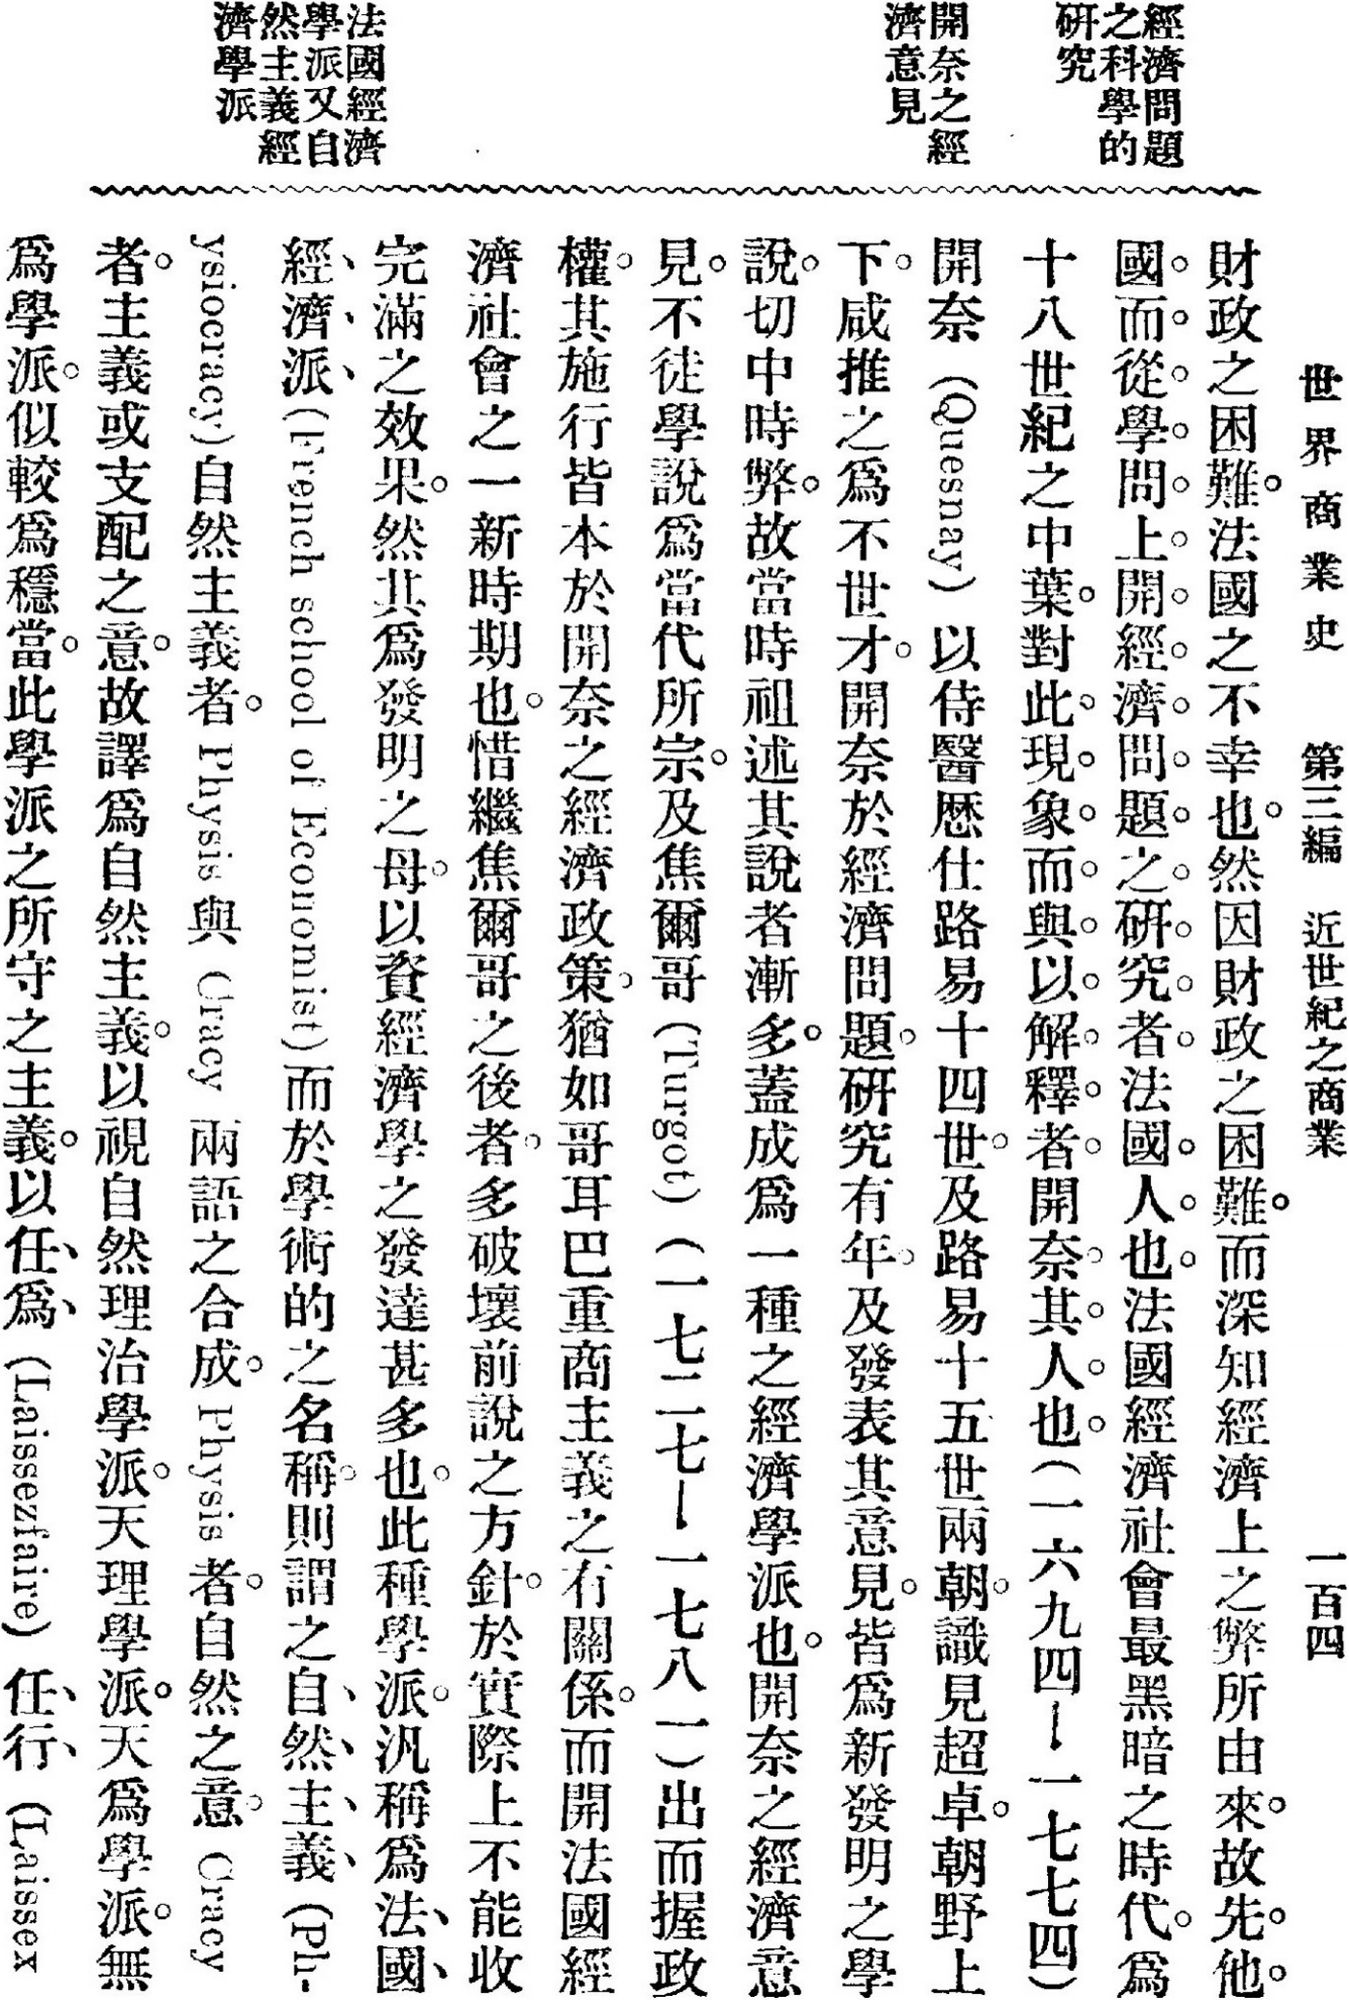 世界商業史　第三編　近世紀之商業　一百四
經濟問題
之科學的
研究
開奈之經
濟意見
法國經濟
學派又自
然主義經
濟學派
財政之困難。法國之不幸也。然因財政之困難。而深知經濟上之弊所由來。故先。他。
國。而。從。學。問。上。開。經。濟。問。題。之。研。究。者。法國。人。也。法國經濟社會最黑暗之時代。爲
十八世紀之中葉。對此。現。象。而。與。以。解。釋。者。開奈。其。人。也。(一六九四—一七七四)
開奈 (Quesnay) 以侍醫歷仕路易十四世。及路易十五世兩朝。識見超卓。朝野上
下。咸推之爲不世才。開奈於經濟問題。研究有年。及發表其意見。皆爲新發明之學
說。切中時弊。故當時祖述其說者漸多。蓋成爲一種之經濟學派也。開奈之經濟意
見。不徒學說爲當代所宗。及焦爾哥 (Turgot) (一七二七—一七八一)出而握政
權。其施行皆本於開奈之經濟政策。猶如哥耳巴重商主義之有關係。而開法國經
濟社會之一新時期也。惜繼焦爾哥之後者。多破壞前說之方針。於實際上不能收
完滿之效果。然其爲發明之母。以資經濟學之發達甚多也。此種學派。汎稱爲法、國、
經、濟、派、(French school of Economist)而於學術的之名稱。則謂之自、然、主、義、(Ph-
ysiocracy)自然主義者。Physis 與 Cracy 兩語之合成。Physis 者。自然之意。Cracy
者。主義或支配之意。故譯爲自然主義。以視自然理治學派。天理學派。天爲學派。無
爲學派。似較爲穩當。此學派之所守之主義。以任、爲、(Laissezfaire) 任、行、(Laissex